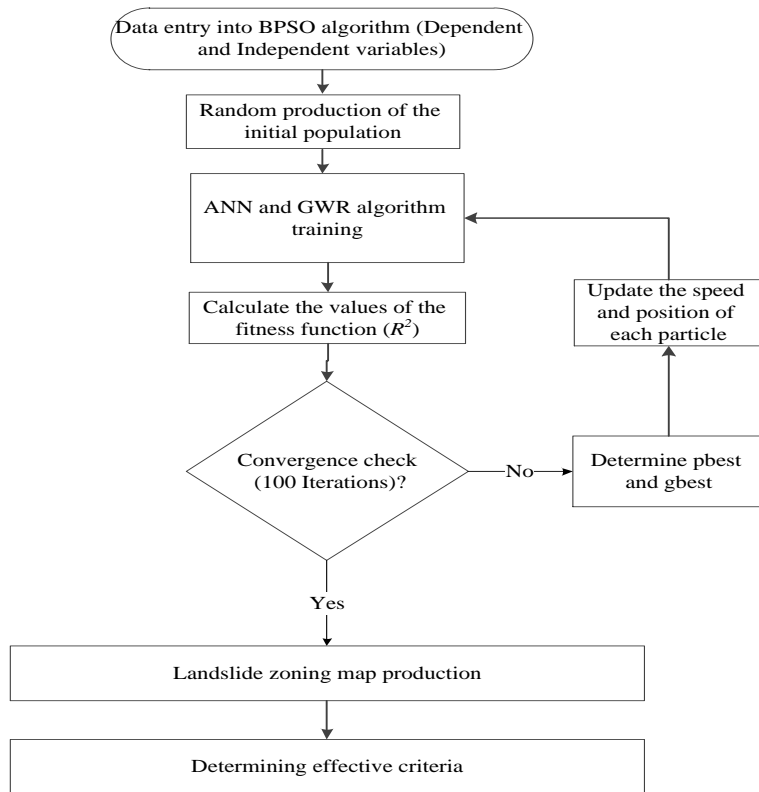 Data entry into BPSO algorithm (Dependent
and Independent variables)
Random production of the
initial population
ANN and GWR algorithm
training
Calculate the values of the
fitness function (R²)
Update the speed
and position of
each particle
Convergence check
(100 Iterations)?
No
Determine pbest
and gbest
Yes
Landslide zoning map production
Determining effective criteria